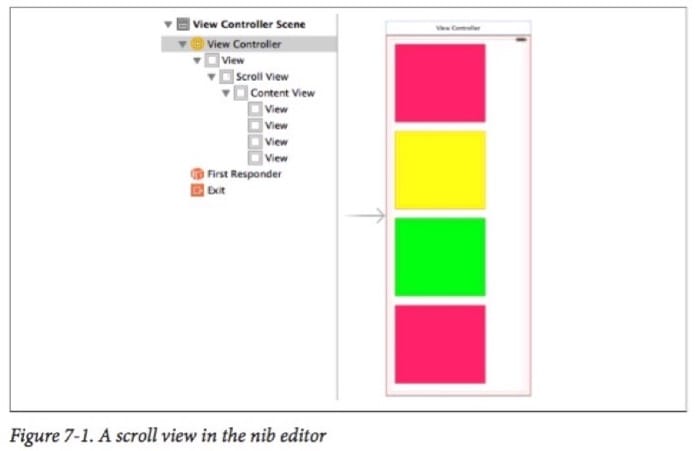 View Controller Scene
View Controller
View
Scroll View
Content View
View
View
View
View
First Responder
Exit
View Controller
Figure 7-1. A scroll view in the nib editor